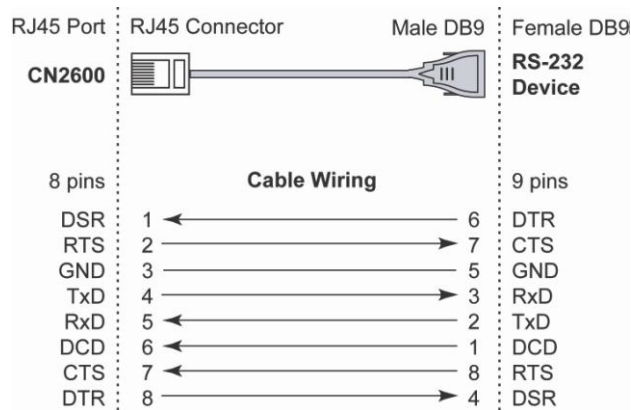 RJ45 Port RJ45 Connector Male DB9 Female DB9
CN2600 RS-232
Device
8 pins Cable Wiring 9 pins
DSR 1 6 DTR
RTS 2 7 CTS
GND 3 5 GND
TxD 4 3 RxD
RxD 5 2 TxD
DCD 6 1 DCD
CTS 7 8 RTS
DTR 8 4 DSR